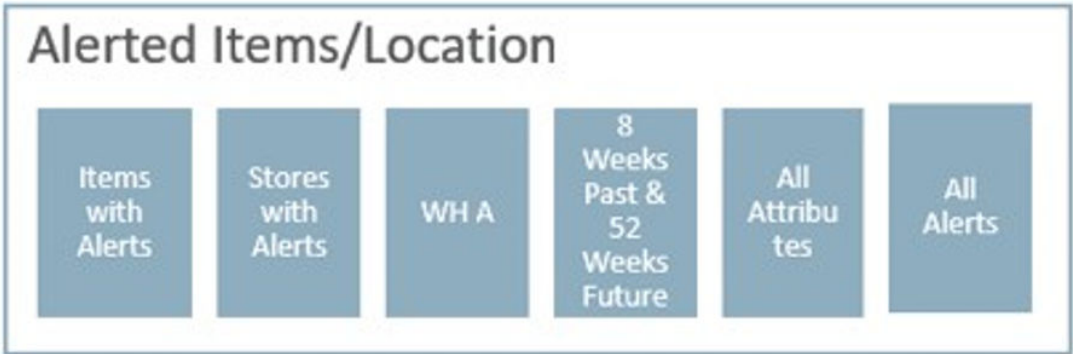 Alerted Items/Location
Items
with
Alerts
Stores
with
Alerts
WH A
8
Weeks
Past &
52
Weeks
Future
All
Attribu
tes
All
Alerts